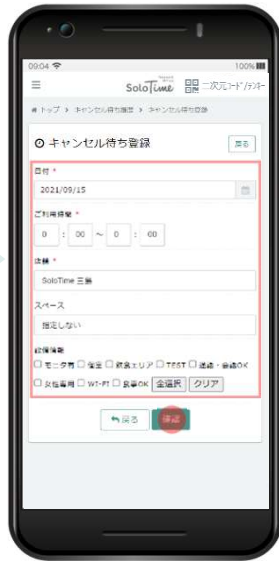 09:04
100%
SoloTime 二次元コード/ランキー
トップ > キャンセル待ち履歴 > キャンセル待ち登録
キャンセル待ち登録
戻る
日付 *
2021/09/15
ご利用時間 *
0 : 00 ~ 0 : 00
店舗 *
SoloTime 三鷹
スペース
指定しない
設備情報
モニタ有 個室 飲食エリア TEST 通話・会話OK
女性専用 WI-FI 食事OK 全選択 クリア
戻る 確認